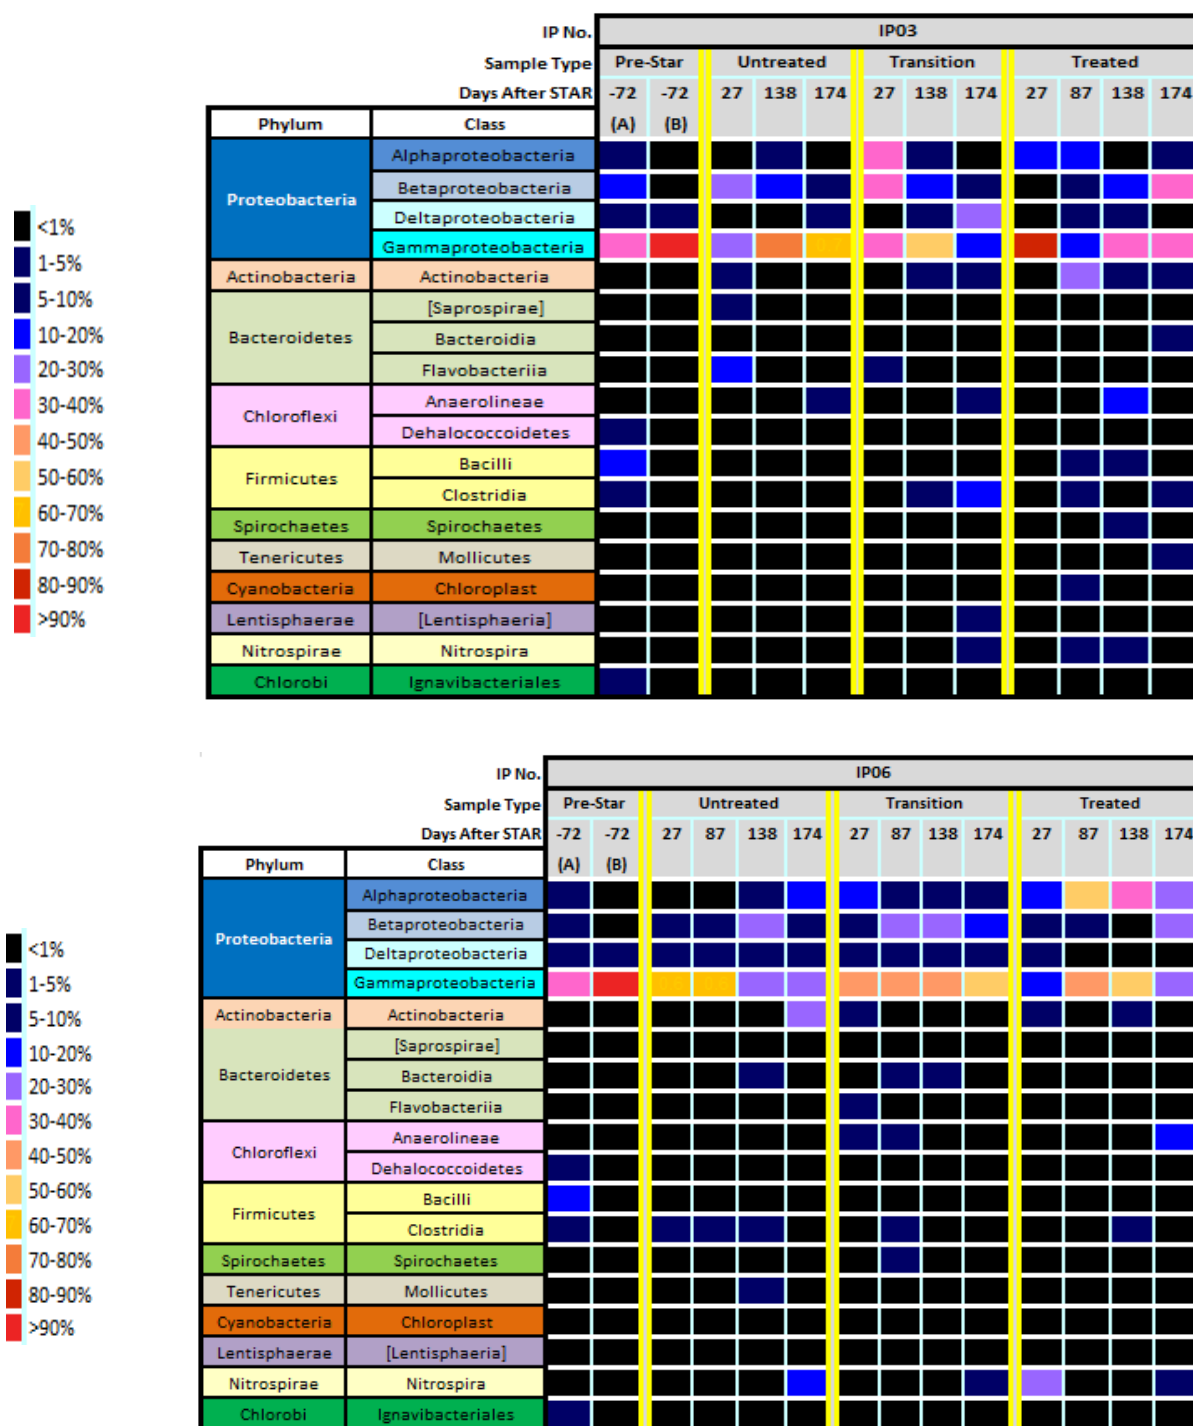 IP No. IP03
Sample Type Pre-Star Untreated Transition Treated
Days After STAR -72 -72 27 138 174 27 138 174 27 87 138 174
Phylum Class (A) (B)
Proteobacteria
Alphaproteobacteria
Betaproteobacteria
Deltaproteobacteria
Gammaproteobacteria
Actinobacteria Actinobacteria
Bacteroidetes
[Saprospirae]
Bacteroidia
Flavobacteriia
Chloroflexi
Anaerolineae
Dehalococcoidetes
Firmicutes
Bacilli
Clostridia
Spirochaetes Spirochaetes
Tenericutes Mollicutes
Cyanobacteria Chloroplast
Lentisphaerae [Lentisphaeria]
Nitrospirae Nitrospira
Chlorobi Ignavibacteriales
<1%
1-5%
5-10%
10-20%
20-30%
30-40%
40-50%
50-60%
60-70%
70-80%
80-90%
>90%
IP No. IP06
Sample Type Pre-Star Untreated Transition Treated
Days After STAR -72 -72 27 87 138 174 27 87 138 174 27 87 138 174
Phylum Class (A) (B)
Proteobacteria
Alphaproteobacteria
Betaproteobacteria
Deltaproteobacteria
Gammaproteobacteria
Actinobacteria Actinobacteria
Bacteroidetes
[Saprospirae]
Bacteroidia
Flavobacteriia
Chloroflexi
Anaerolineae
Dehalococcoidetes
Firmicutes
Bacilli
Clostridia
Spirochaetes Spirochaetes
Tenericutes Mollicutes
Cyanobacteria Chloroplast
Lentisphaerae [Lentisphaeria]
Nitrospirae Nitrospira
Chlorobi Ignavibacteriales
<1%
1-5%
5-10%
10-20%
20-30%
30-40%
40-50%
50-60%
60-70%
70-80%
80-90%
>90%